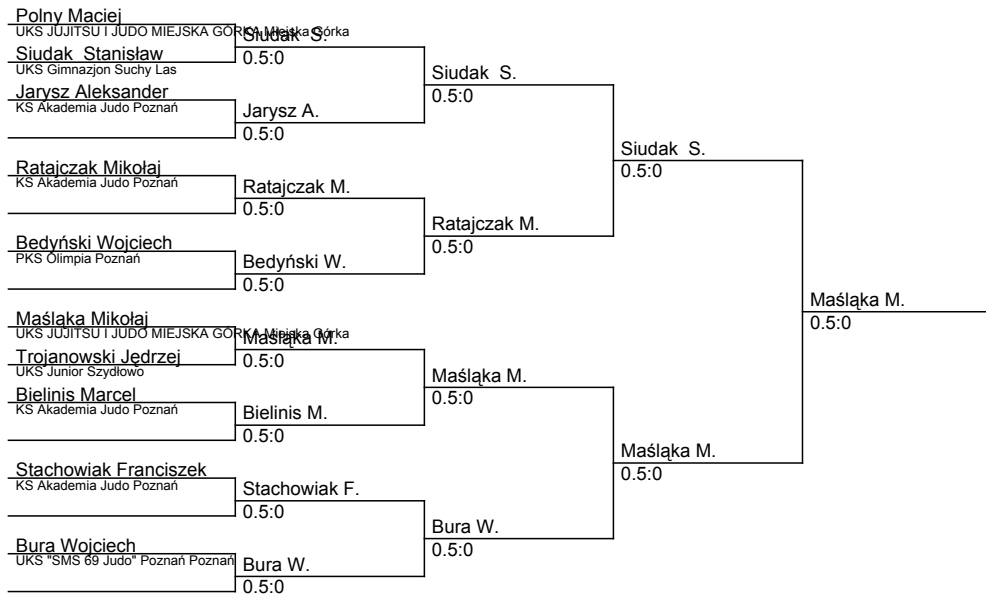 Polny Maciej
UKS JUJITSU I JUDO MIEJSKA GÓRKA Miejska Górka
Siudak  S.
0.5:0
Siudak  Stanisław
UKS Gimnazjon Suchy Las
Siudak  S.
0.5:0
Jarysz Aleksander
KS Akademia Judo Poznań
Jarysz A.
0.5:0
Siudak  S.
0.5:0
Ratajczak Mikołaj
KS Akademia Judo Poznań
Ratajczak M.
0.5:0
Ratajczak M.
0.5:0
Bedyński Wojciech
PKS Olimpia Poznań
Bedyński W.
0.5:0
Maśląka M.
0.5:0
Maśląka Mikołaj
UKS JUJITSU I JUDO MIEJSKA GÓRKA Miejska Górka
Maśląka M.
0.5:0
Trojanowski Jędrzej
UKS Junior Szydłowo
Maśląka M.
0.5:0
Bielinis Marcel
KS Akademia Judo Poznań
Bielinis M.
0.5:0
Maśląka M.
0.5:0
Stachowiak Franciszek
KS Akademia Judo Poznań
Stachowiak F.
0.5:0
Bura W.
0.5:0
Bura Wojciech
UKS "SMS 69 Judo" Poznań Poznań
Bura W.
0.5:0